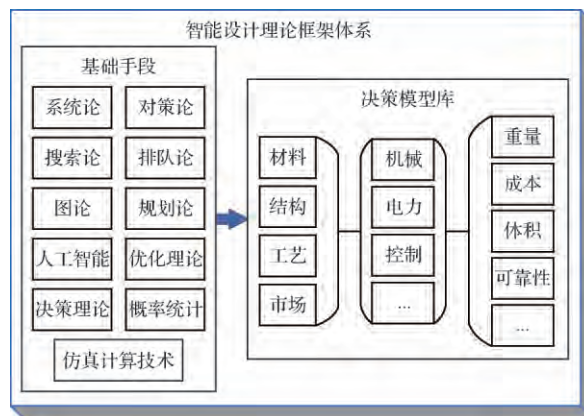 智能设计理论框架体系
基础手段
系统论 对策论
搜索论 排队论
图论 规划论
人工智能 优化理论
决策理论 概率统计
仿真计算技术
决策模型库
材料
结构
工艺
市场
机械
电力
控制
...
重量
成本
体积
可靠性
...